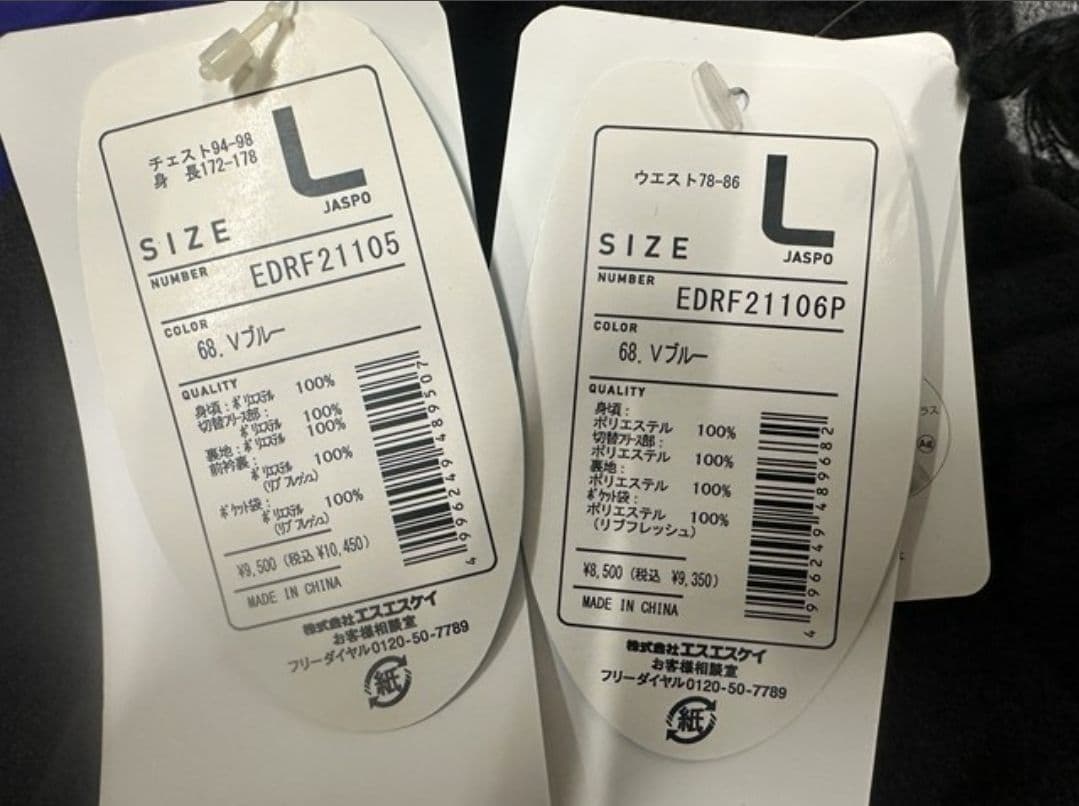 チェスト94-98
身 長172-178
L
JASPO
SIZE
NUMBER
EDRF21105
COLOR
68. Vブルー
QUALITY
身頃：ポリエステル 100%
切替フリース部：
ポリエステル 100%
裏地：ポリエステル 100%
前衿裏：
ポリエステル 100%
(リブフレッシュ)
ポケット袋：
ポリエステル 100%
(リブフレッシュ)
¥9,500 (税込 ¥10,450)
MADE IN CHINA
4996249489507
株式会社エスエスケイ
お客様相談室
フリーダイヤル0120-50-7789
紙
ウエスト78-86
L
JASPO
SIZE
NUMBER
EDRF21106P
COLOR
68. Vブルー
QUALITY
身頃：
ポリエステル 100%
切替フリース部：
ポリエステル 100%
裏地：
ポリエステル 100%
ポケット袋：
ポリエステル 100%
(リブフレッシュ)
¥8,500 (税込 ¥9,350)
MADE IN CHINA
4996249489682
株式会社エスエスケイ
お客様相談室
フリーダイヤル0120-50-7789
紙
ラス